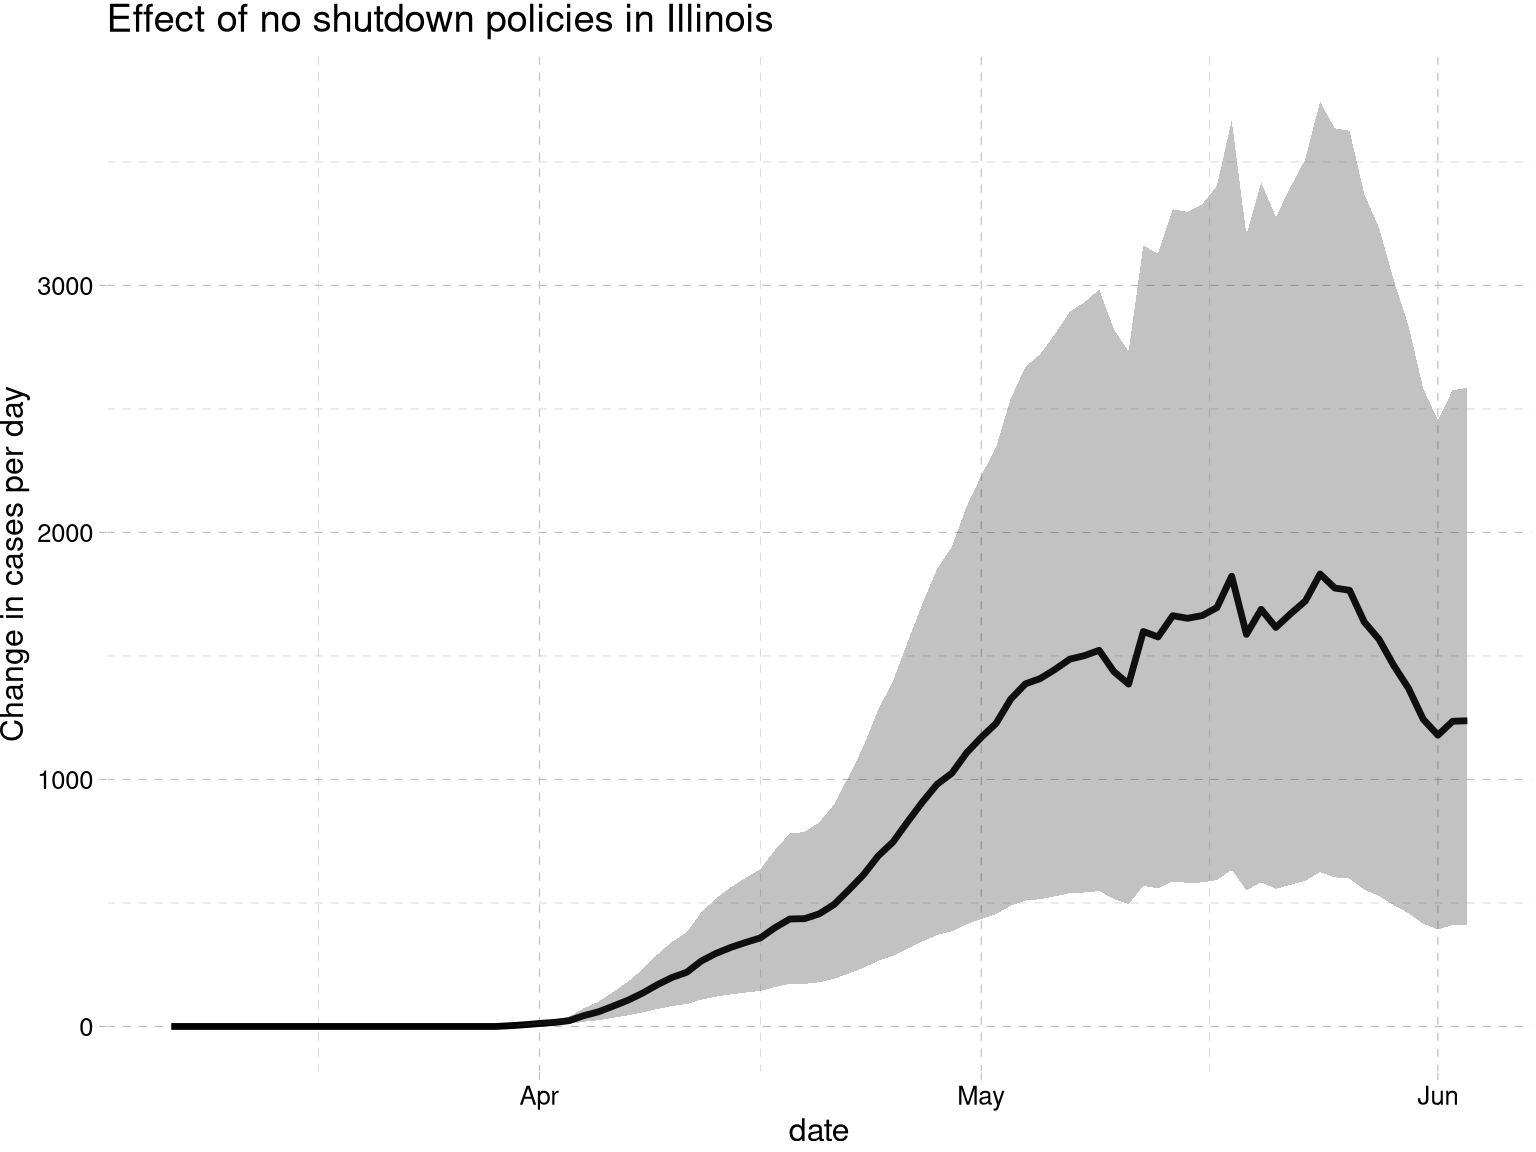 Effect of no shutdown policies in Illinois
Change in cases per day
3000
2000
1000
0
Apr
May
Jun
date